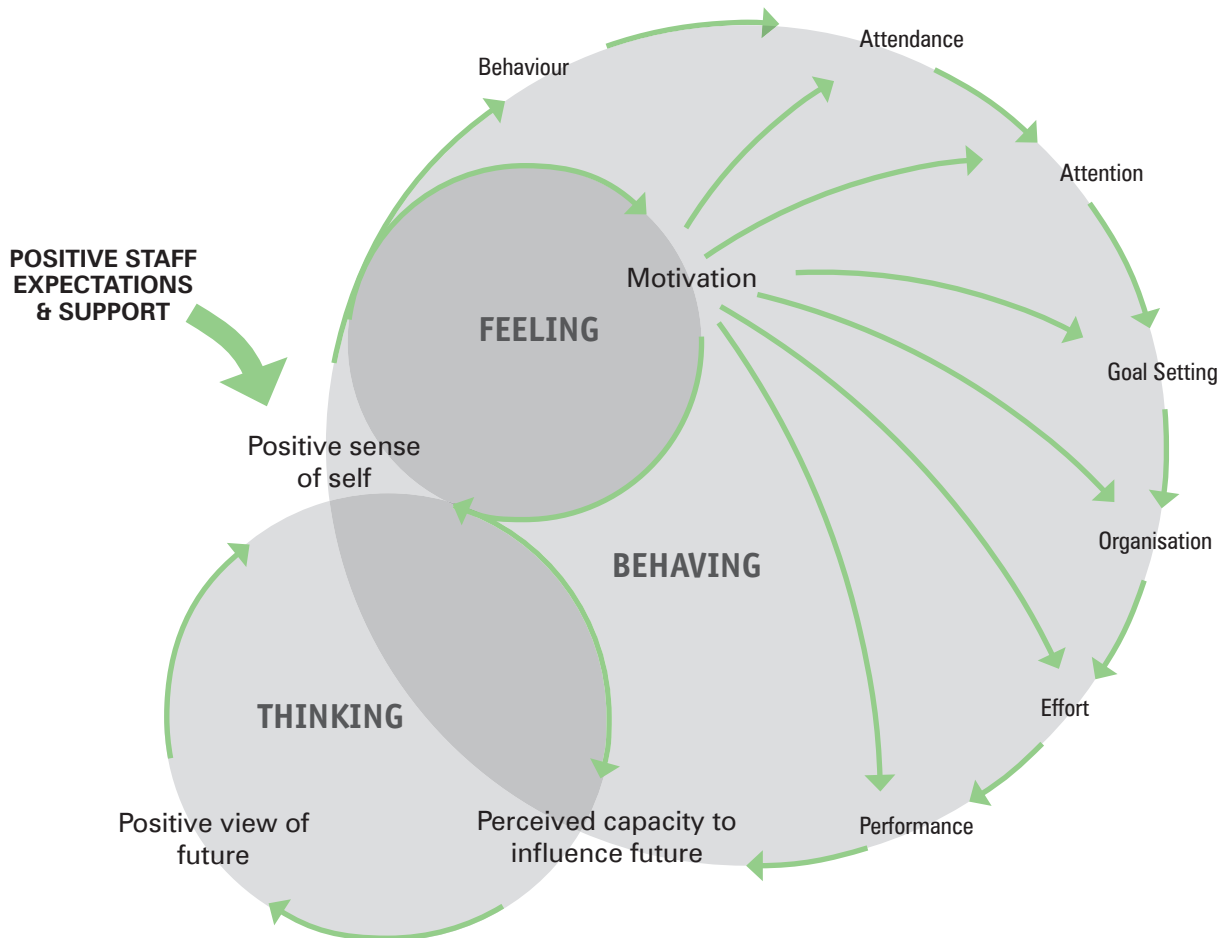 Attendance
Behaviour
Attention
POSITIVE STAFF
EXPECTATIONS
& SUPPORT
Motivation
FEELING
Goal Setting
Positive sense
of self
Organisation
BEHAVING
THINKING
Effort
Positive view of
future
Perceived capacity to
influence future
Performance